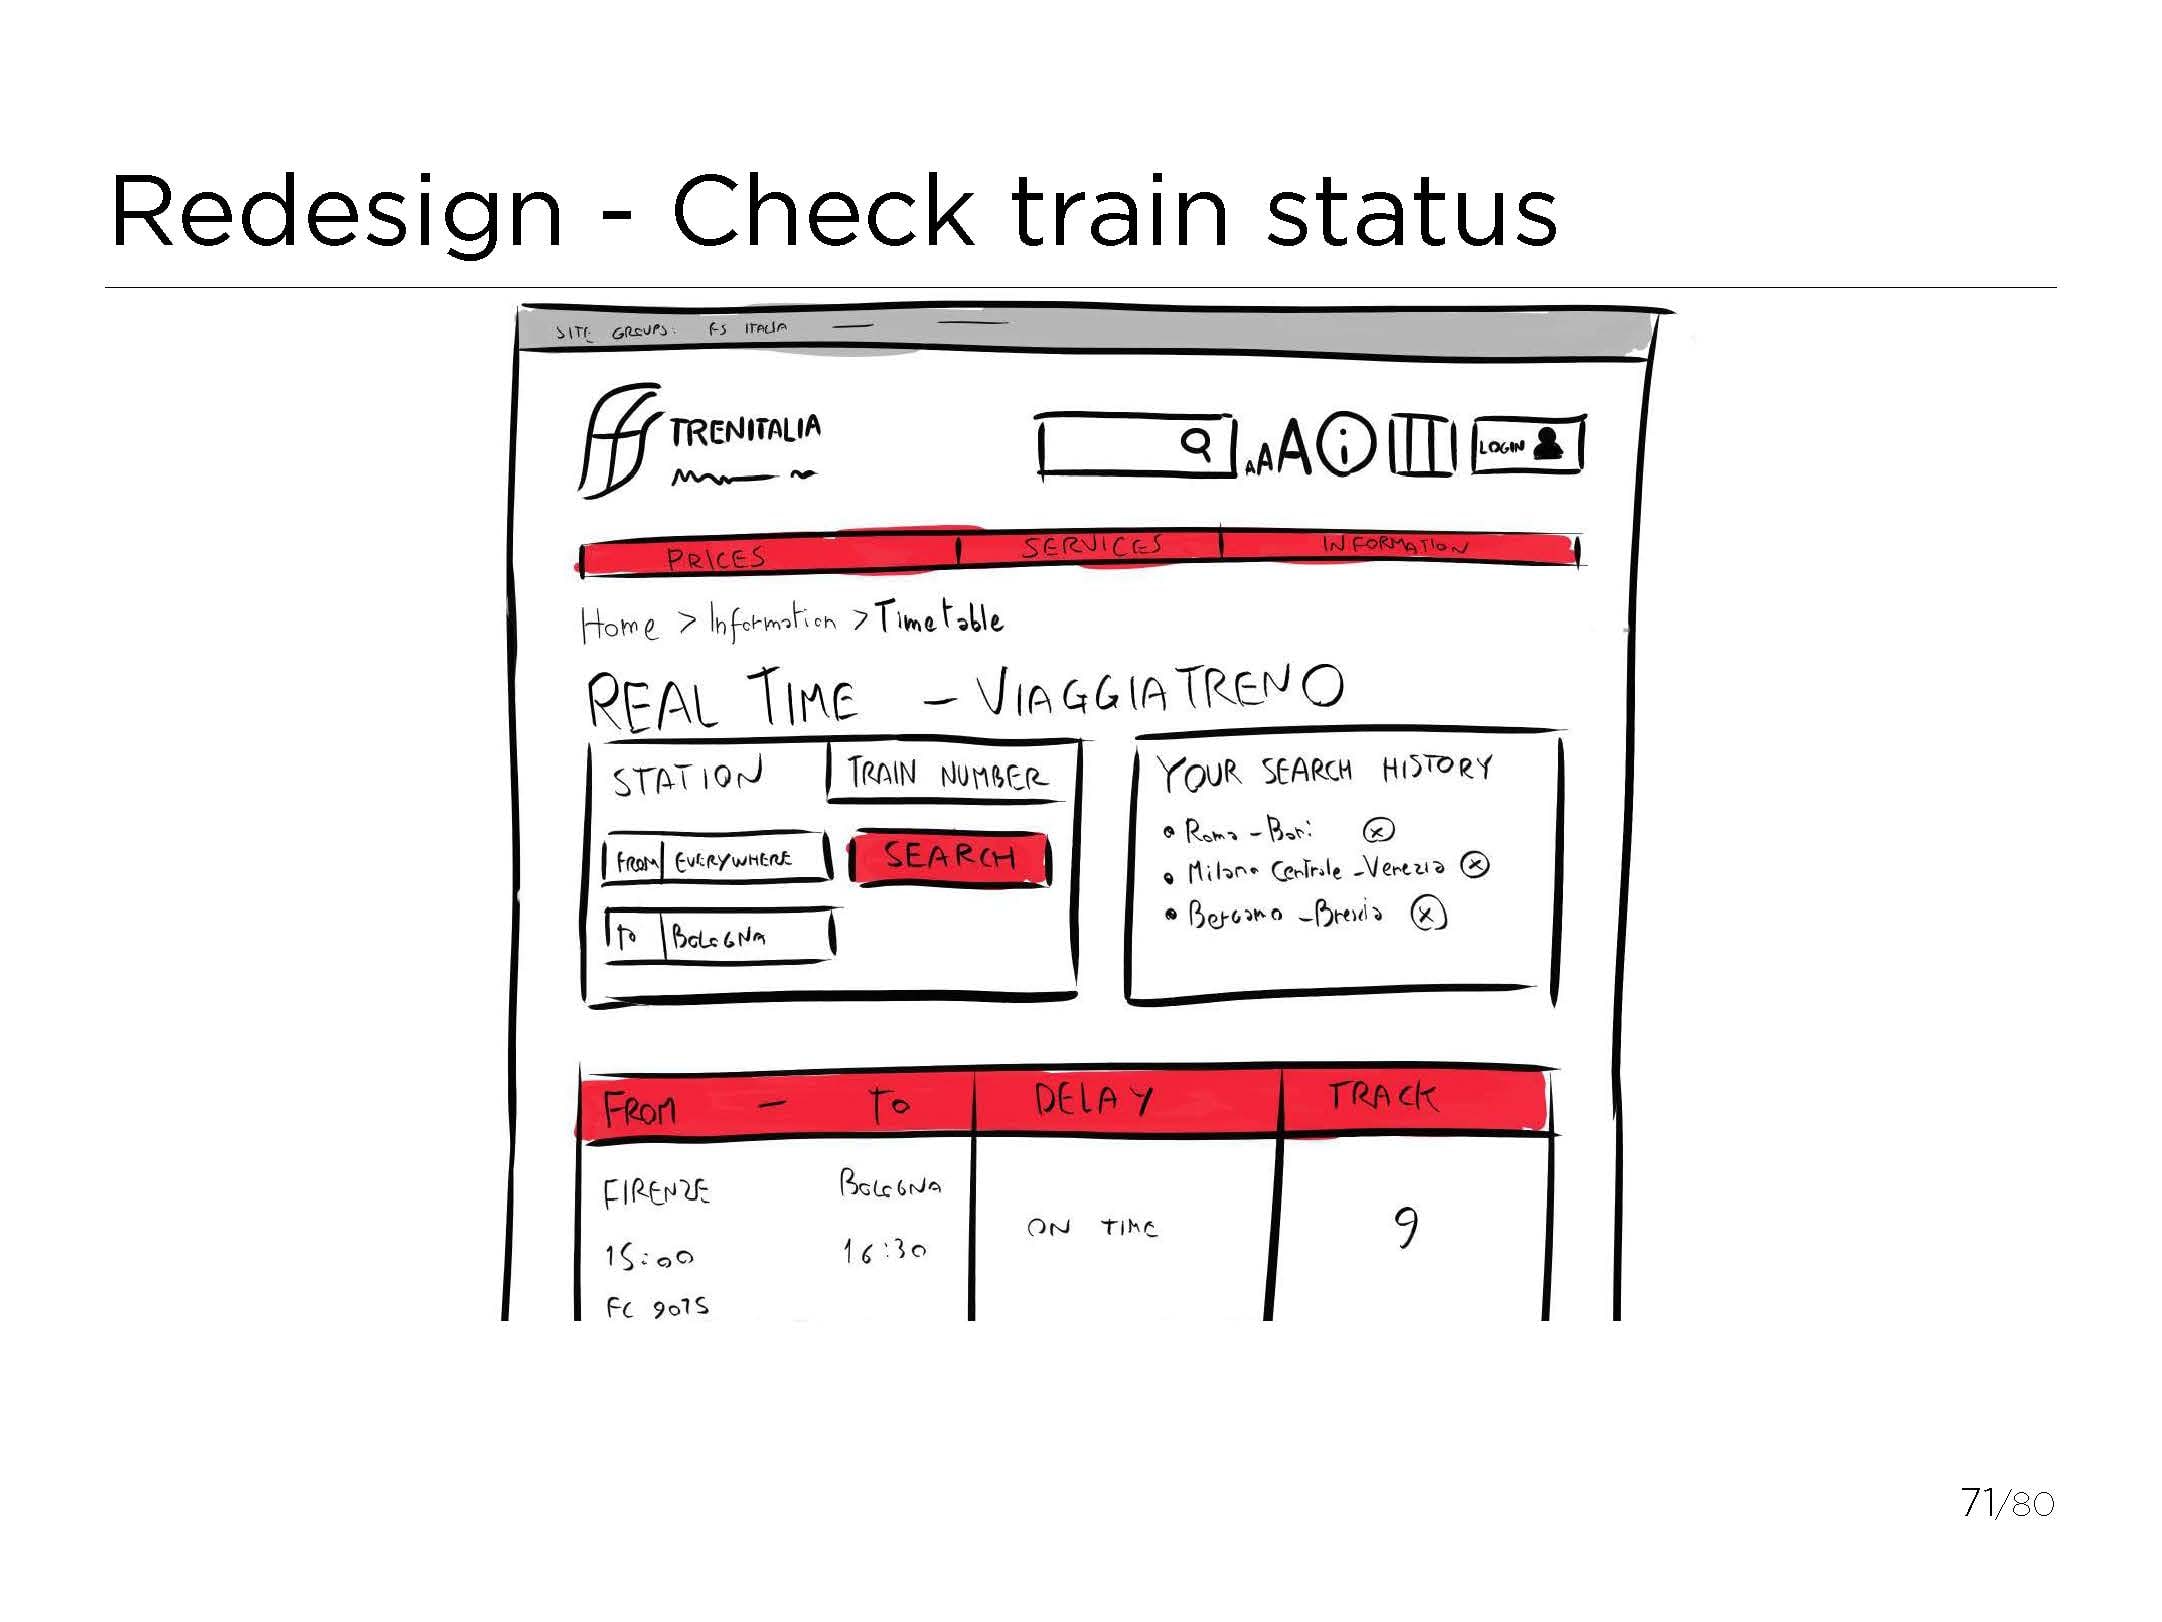 Redesign - Check train status
SITE GROUPS: FS ITALIA
TRENITALIA
AAA i LOGIN
PRICES SERVICES INFORMATION
Home > Information > Timetable
REAL TIME - VIAGGIATRENO
STATION TRAIN NUMBER
FROM EVERYWHERE SEARCH
TO BOLOGNA
YOUR SEARCH HISTORY
• Roma - Bari ⓧ
• Milano Centrale - Venezia ⓧ
• Bergamo - Brescia ⓧ
FROM - TO DELAY TRACK
FIRENZE BOLOGNA
ON TIME 9
15:00 16:30
FC 9075
71/80